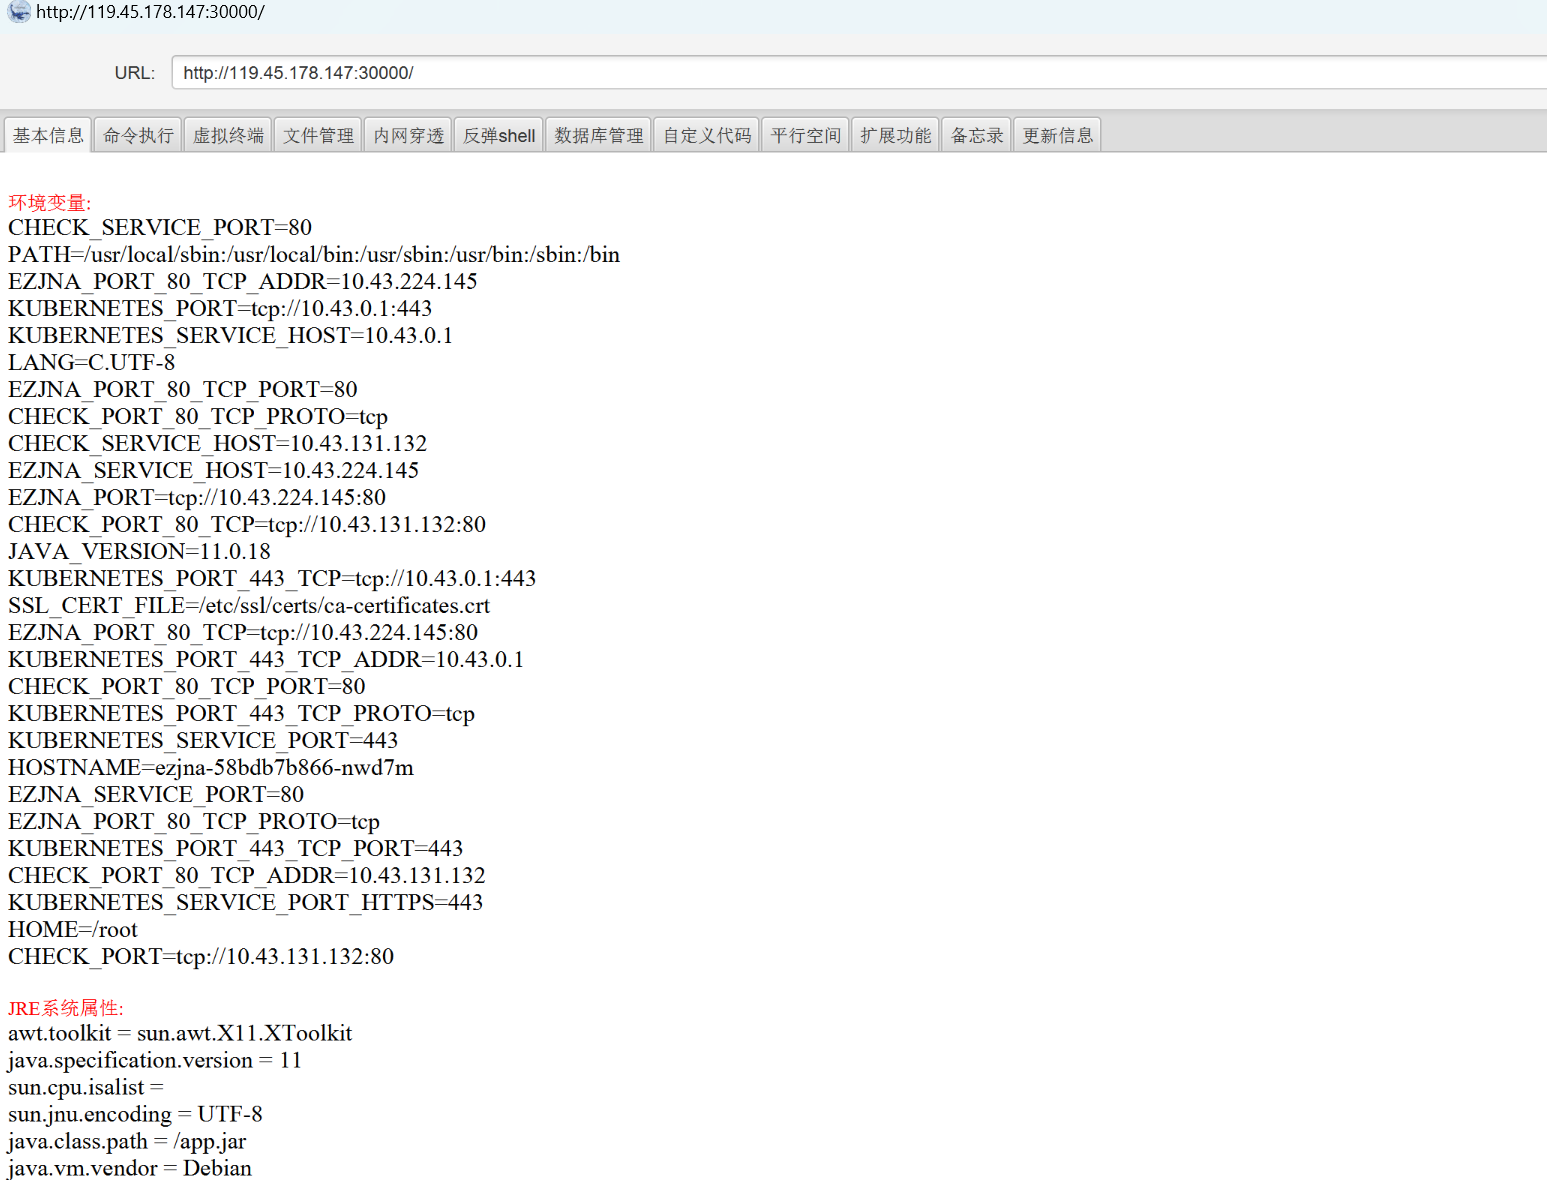 http://119.45.178.147:30000/
URL: http://119.45.178.147:30000/
基本信息 命令执行 虚拟终端 文件管理 内网穿透 反弹shell 数据库管理 自定义代码 平行空间 扩展功能 备忘录 更新信息
环境变量:
CHECK_SERVICE_PORT=80
PATH=/usr/local/sbin:/usr/local/bin:/usr/sbin:/usr/bin:/sbin:/bin
EZJNA_PORT_80_TCP_ADDR=10.43.224.145
KUBERNETES_PORT=tcp://10.43.0.1:443
KUBERNETES_SERVICE_HOST=10.43.0.1
LANG=C.UTF-8
EZJNA_PORT_80_TCP_PORT=80
CHECK_PORT_80_TCP_PROTO=tcp
CHECK_SERVICE_HOST=10.43.131.132
EZJNA_SERVICE_HOST=10.43.224.145
EZJNA_PORT=tcp://10.43.224.145:80
CHECK_PORT_80_TCP=tcp://10.43.131.132:80
JAVA_VERSION=11.0.18
KUBERNETES_PORT_443_TCP=tcp://10.43.0.1:443
SSL_CERT_FILE=/etc/ssl/certs/ca-certificates.crt
EZJNA_PORT_80_TCP=tcp://10.43.224.145:80
KUBERNETES_PORT_443_TCP_ADDR=10.43.0.1
CHECK_PORT_80_TCP_PORT=80
KUBERNETES_PORT_443_TCP_PROTO=tcp
KUBERNETES_SERVICE_PORT=443
HOSTNAME=ezjna-58bdb7b866-nwd7m
EZJNA_SERVICE_PORT=80
EZJNA_PORT_80_TCP_PROTO=tcp
KUBERNETES_PORT_443_TCP_PORT=443
CHECK_PORT_80_TCP_ADDR=10.43.131.132
KUBERNETES_SERVICE_PORT_HTTPS=443
HOME=/root
CHECK_PORT=tcp://10.43.131.132:80
JRE系统属性:
awt.toolkit = sun.awt.X11.XToolkit
java.specification.version = 11
sun.cpu.isalist =
sun.jnu.encoding = UTF-8
java.class.path = /app.jar
java.vm.vendor = Debian